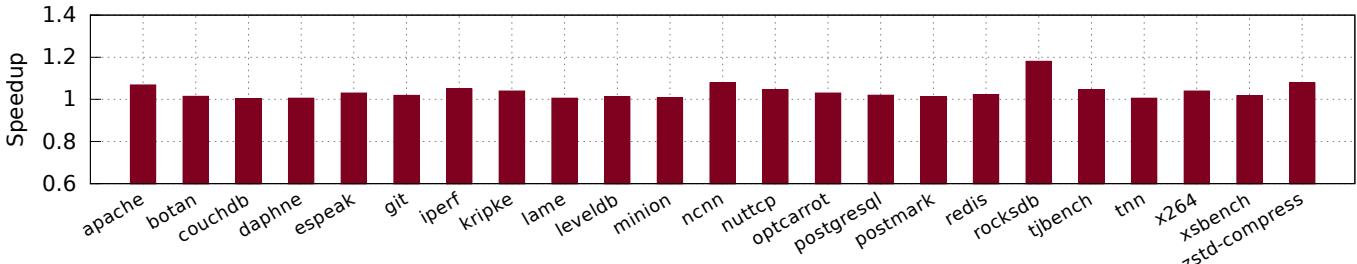 1.4
1.2
1
0.8
0.6
Speedup
apache
botan
couchdb
daphne
espeak
git
iperf
kripke
lame
leveldb
minion
ncnn
nuttcp
optcarrot
postgresql
postmark
redis
rocksdb
tjbench
tnn
x264
xsbench
zstd-compress